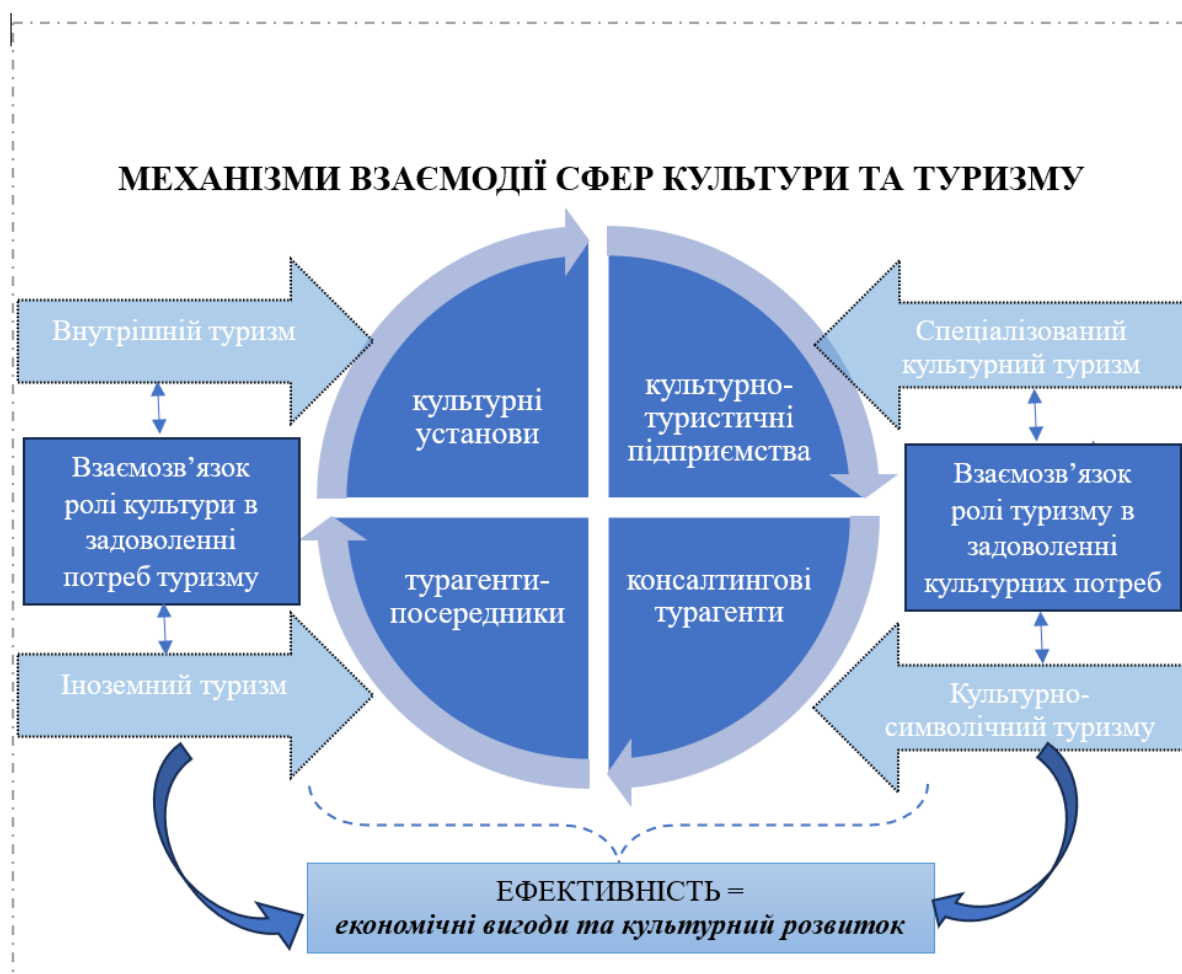 МЕХАНІЗМИ ВЗАЄМОДІЇ СФЕР КУЛЬТУРИ ТА ТУРИЗМУ
Внутрішній туризм
Спеціалізований
культурний туризм
культурні
установи
культурно-
туристичні
підприємства
Взаємозв’язок
ролі культури в
задоволенні
потреб туризму
Взаємозв’язок
ролі туризму в
задоволенні
культурних потреб
турагенти-
посередники
консалтингові
турагенти
Іноземний туризм
Культурно-
символічний туризму
ЕФЕКТИВНІСТЬ =
економічні вигоди та культурний розвиток